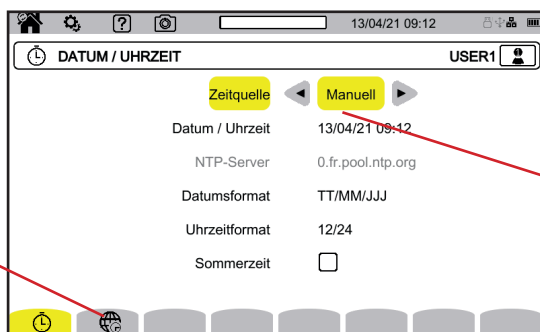 13/04/21 09:12
DATUM / UHRZEIT USER1
Zeitquelle Manuell
Datum / Uhrzeit 13/04/21 09:12
NTP-Server 0.fr.pool.ntp.org
Datumsformat TT/MM/JJJ
Uhrzeitformat 12/24
Sommerzeit